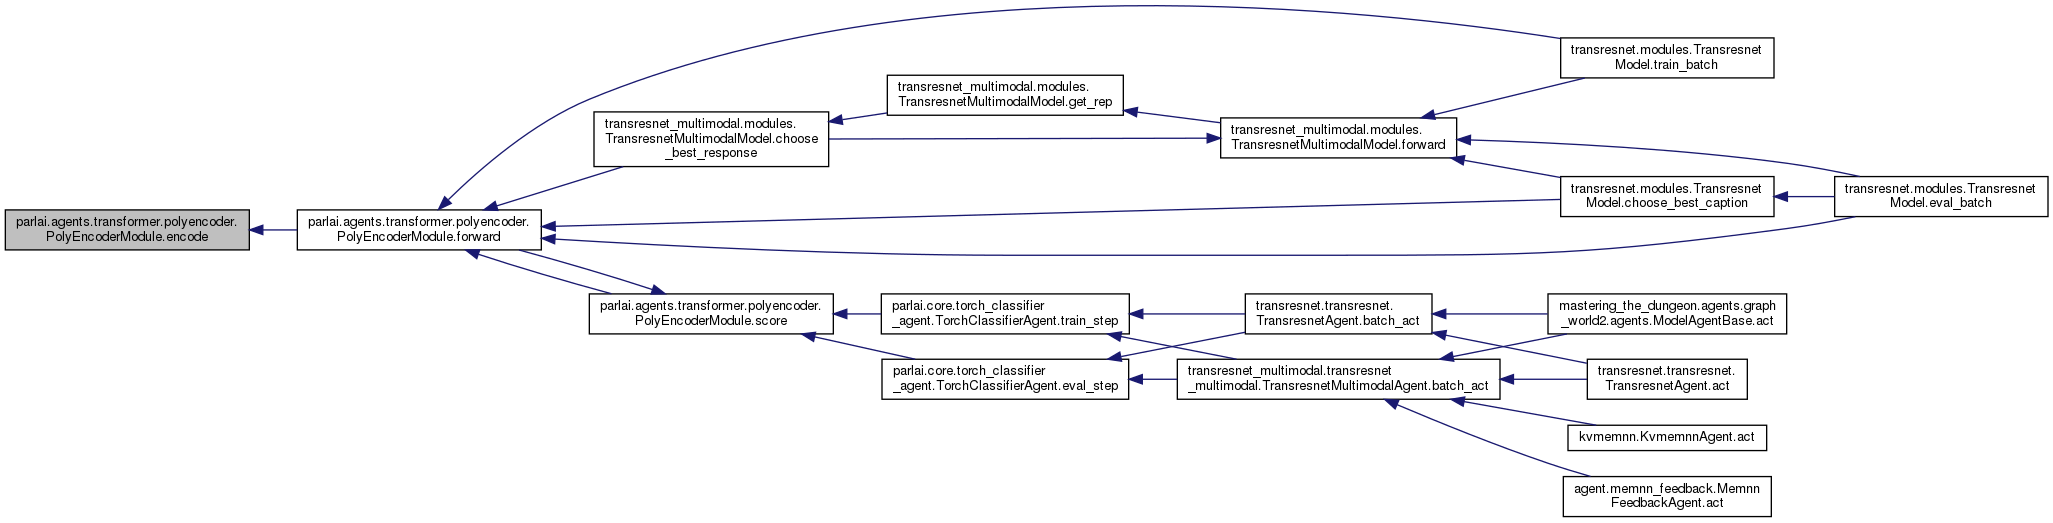 transresnet.modules.Transresnet
Model.train_batch
transresnet_multimodal.modules.
TransresnetMultimodalModel.get_rep
transresnet_multimodal.modules.
TransresnetMultimodalModel.choose
_best_response
transresnet_multimodal.modules.
TransresnetMultimodalModel.forward
transresnet.modules.Transresnet
Model.choose_best_caption
transresnet.modules.Transresnet
Model.eval_batch
parlai.agents.transformer.polyencoder.
PolyEncoderModule.encode
parlai.agents.transformer.polyencoder.
PolyEncoderModule.forward
parlai.agents.transformer.polyencoder.
PolyEncoderModule.score
parlai.core.torch_classifier
_agent.TorchClassifierAgent.train_step
transresnet.transresnet.
TransresnetAgent.batch_act
mastering_the_dungeon.agents.graph
_world2.agents.ModelAgentBase.act
parlai.core.torch_classifier
_agent.TorchClassifierAgent.eval_step
transresnet_multimodal.transresnet
_multimodal.TransresnetMultimodalAgent.batch_act
transresnet.transresnet.
TransresnetAgent.act
kvmemnn.KvmemnnAgent.act
agent.memnn_feedback.Memnn
FeedbackAgent.act